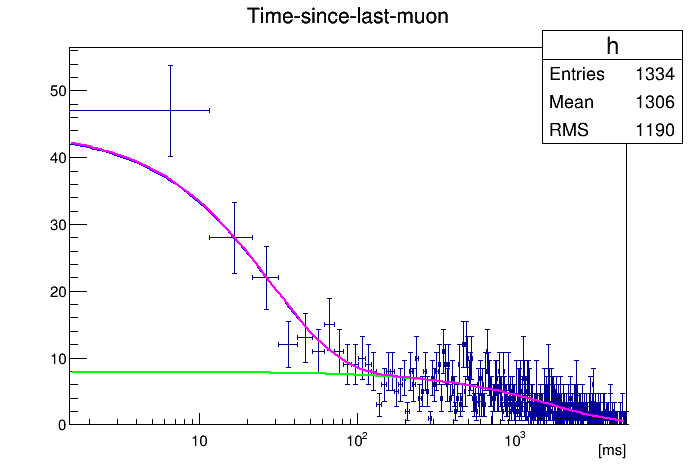 Time-since-last-muon
h
Entries 1334
Mean 1306
RMS 1190
50
40
30
20
10
0
10 10² 10³
[ms]